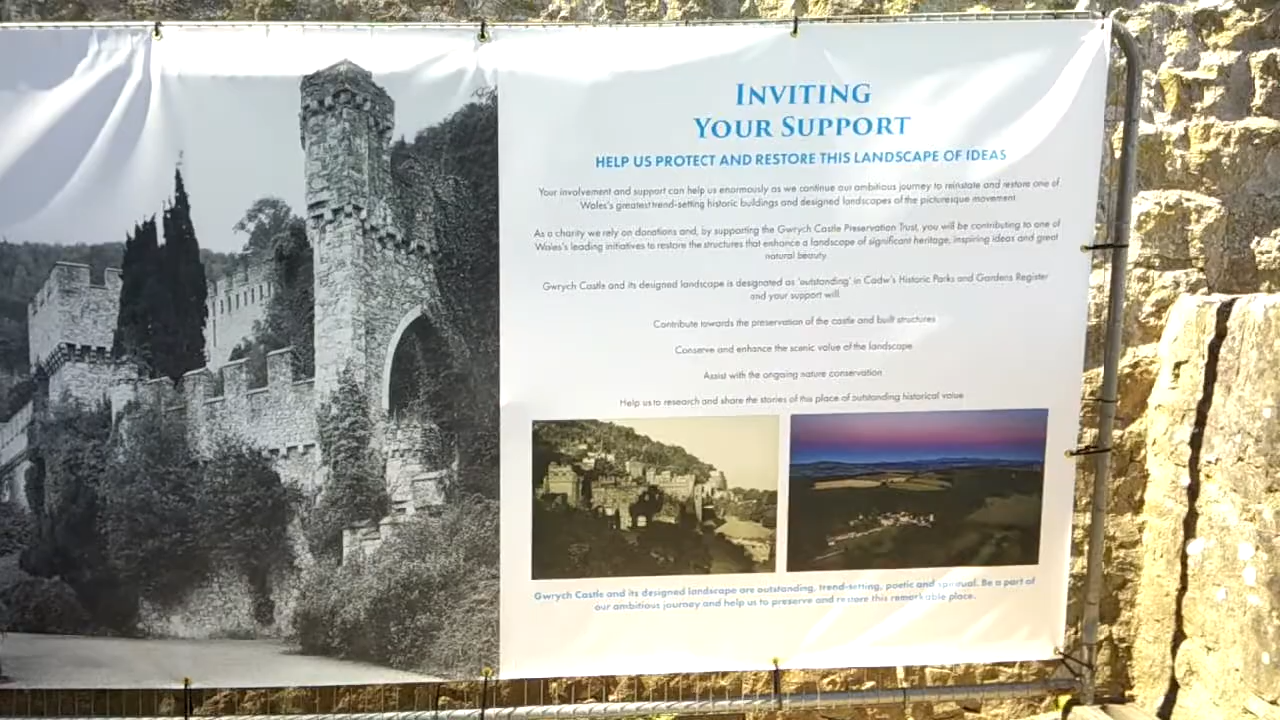 INVITING
YOUR SUPPORT
HELP US PROTECT AND RESTORE THIS LANDSCAPE OF IDEAS
Your involvement and support can help us enormously as we continue our ambitious journey to reinstate and restore one of
Wales's greatest trend-setting historic buildings and designed landscapes of the picturesque movement
As a charity we rely on donations and, by supporting the Gwrych Castle Preservation Trust, you will be contributing to one of
Wales's leading initiatives to restore the structures that enhance a landscape of significant heritage, inspiring ideas and great
natural beauty.
Gwrych Castle and its designed landscape is designated as 'outstanding' in Cadw's Historic Parks and Gardens Register
and your support will:
Contribute towards the preservation of the castle and built structures
Conserve and enhance the scenic value of the landscape
Assist with the ongoing nature conservation
Help us to research and share the stories of this place of outstanding historical value
Gwrych Castle and its designed landscape are outstanding, trend-setting, poetic and spiritual. Be a part of
our ambitious journey and help us to preserve and restore this remarkable place.